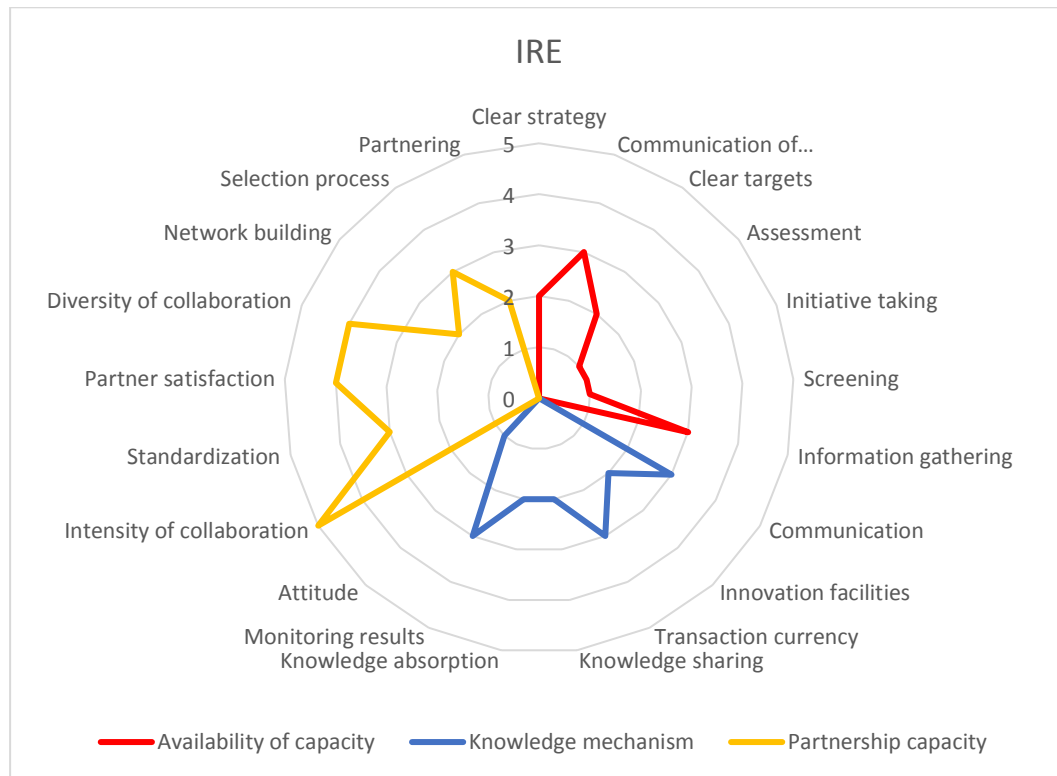 IRE
Clear strategy
Communication of...
Clear targets
Assessment
Initiative taking
Screening
Information gathering
Communication
Innovation facilities
Transaction currency
Knowledge sharing
Knowledge absorption
Monitoring results
Attitude
Intensity of collaboration
Standardization
Partner satisfaction
Diversity of collaboration
Network building
Selection process
Partnering
5
4
3
2
1
0
Availability of capacity
Knowledge mechanism
Partnership capacity